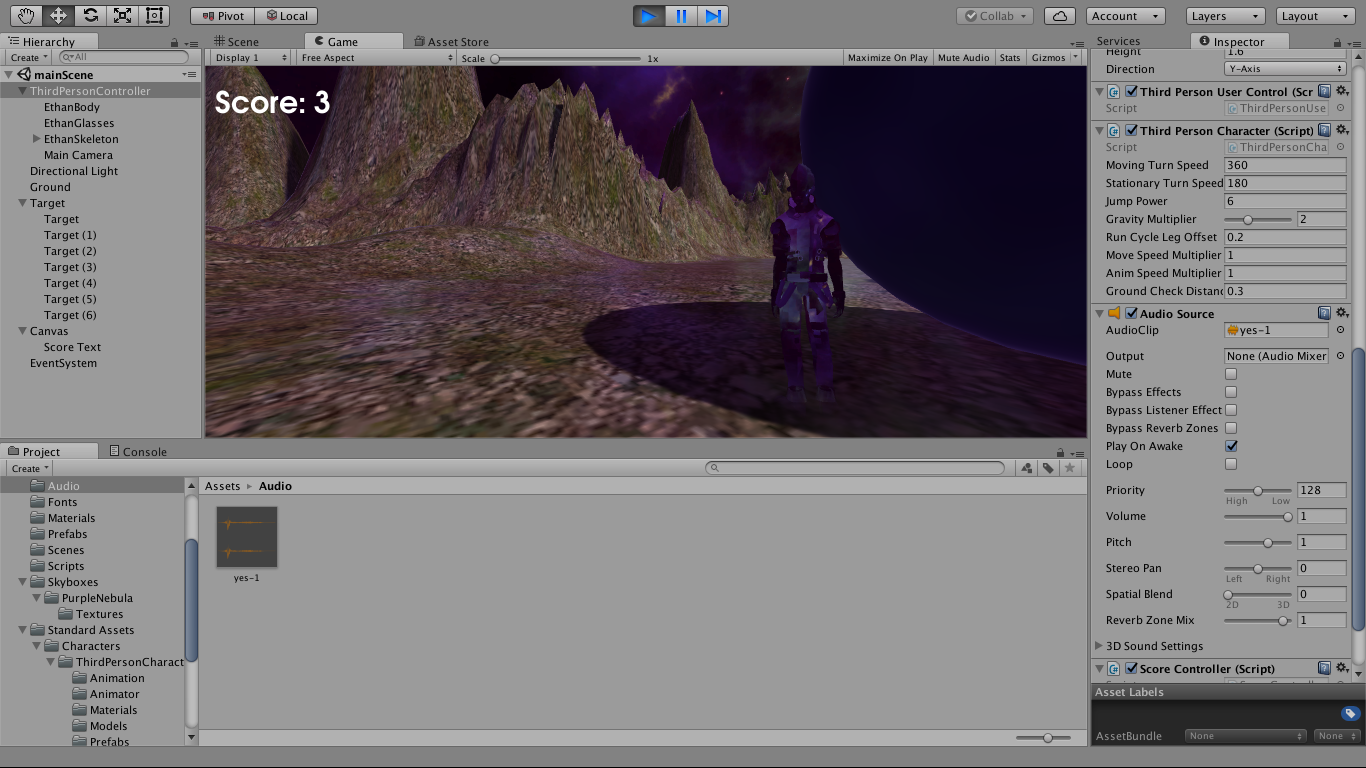 Pivot Local Collab Account Layers Layout
Hierarchy
Create All
mainScene
ThirdPersonController
EthanBody
EthanGlasses
EthanSkeleton
Main Camera
Directional Light
Ground
Target
Target
Target (1)
Target (2)
Target (3)
Target (4)
Target (5)
Target (6)
Canvas
Score Text
EventSystem
Scene Game Asset Store
Display 1 Free Aspect Scale 1x Maximize On Play Mute Audio Stats Gizmos
Score: 3
Services Inspector
Height 1.6
Direction Y-Axis
Third Person User Control (Scr
Script ThirdPersonUse
Third Person Character (Script)
Script ThirdPersonCha
Moving Turn Speed 360
Stationary Turn Speed 180
Jump Power 6
Gravity Multiplier 2
Run Cycle Leg Offset 0.2
Move Speed Multiplier 1
Anim Speed Multiplier 1
Ground Check Distanc 0.3
Audio Source
AudioClip yes-1
Output None (Audio Mixer
Mute
Bypass Effects
Bypass Listener Effect
Bypass Reverb Zones
Play On Awake
Loop
Priority 128
High Low
Volume 1
Pitch 1
Stereo Pan 0
Left Right
Spatial Blend 0
2D 3D
Reverb Zone Mix 1
3D Sound Settings
Score Controller (Script)
Asset Labels
AssetBundle None None
Project Console
Create
Audio
Fonts
Materials
Prefabs
Scenes
Scripts
Skyboxes
PurpleNebula
Textures
Standard Assets
Characters
ThirdPersonCharact
Animation
Animator
Materials
Models
Prefabs
Assets Audio
yes-1